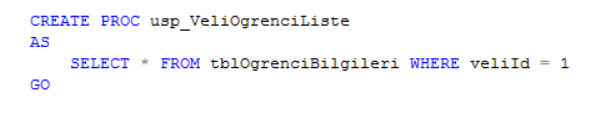 CREATE PROC usp_VeliOgrenciListe
AS
SELECT * FROM tblOgrenciBilgileri WHERE veliId = 1
GO